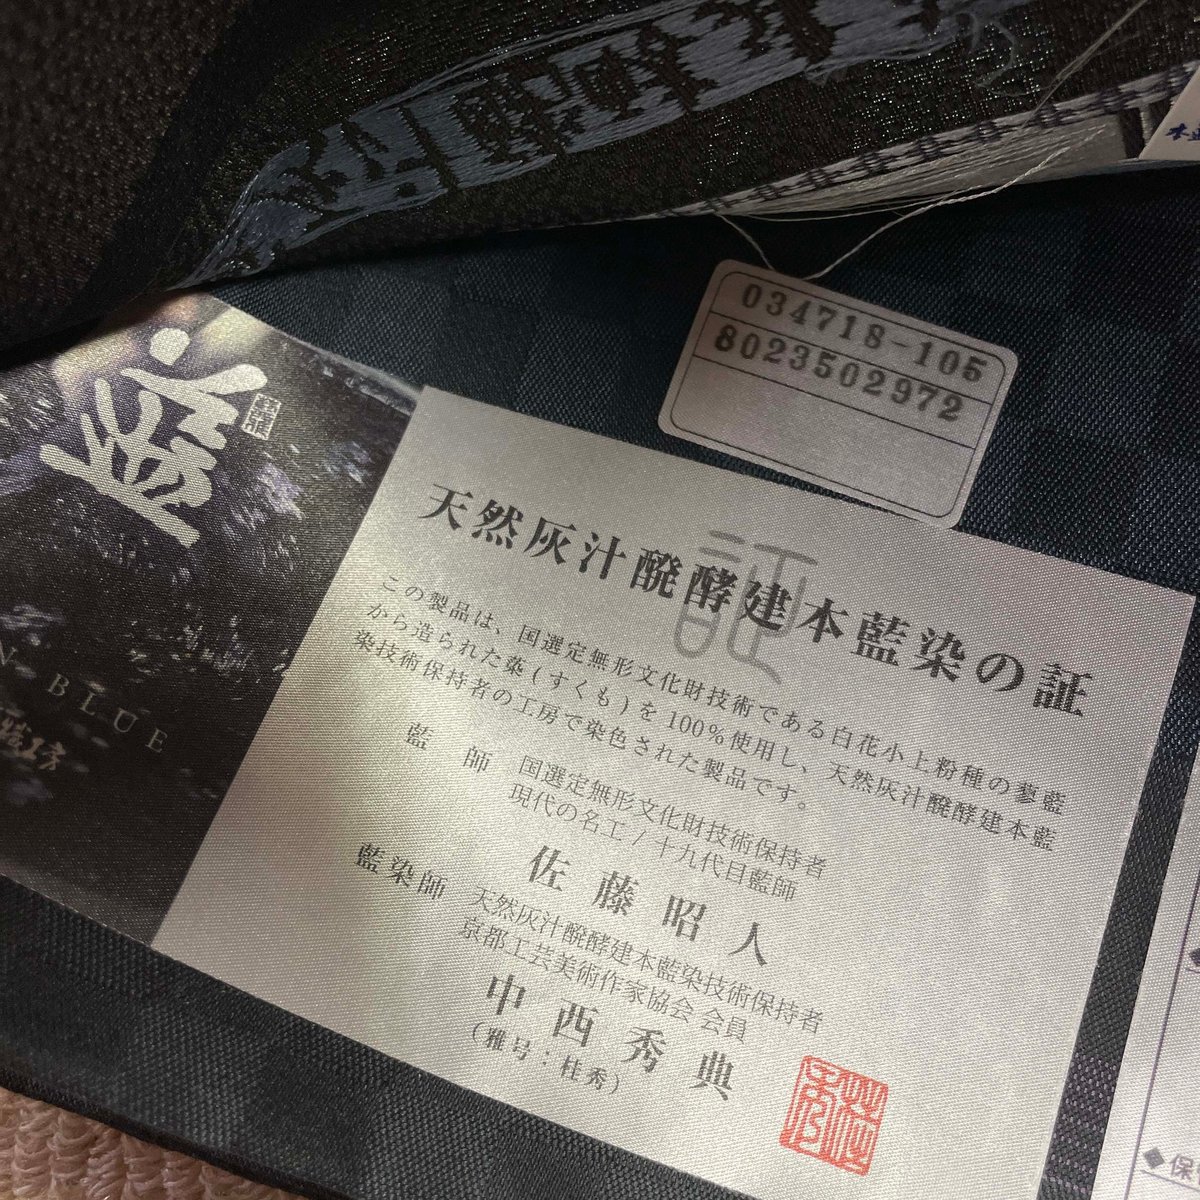 034718-105
8023502972
藍
BLUE
証
天然灰汁醗酵建本藍染の証
この製品は、国選定無形文化財技術である白花小上粉種の蓼藍
から造られた蒅(すくも)を100%使用し、天然灰汁醗酵建本藍
染技術保持者の工房で染色された製品です。
藍師 国選定無形文化財技術保持者
現代の名工/十九代目藍師
佐藤昭人
藍染師 天然灰汁醗酵建本藍染技術保持者
京都工芸美術作家協会 会員
中西秀典
(雅号:桂秀)
◆保